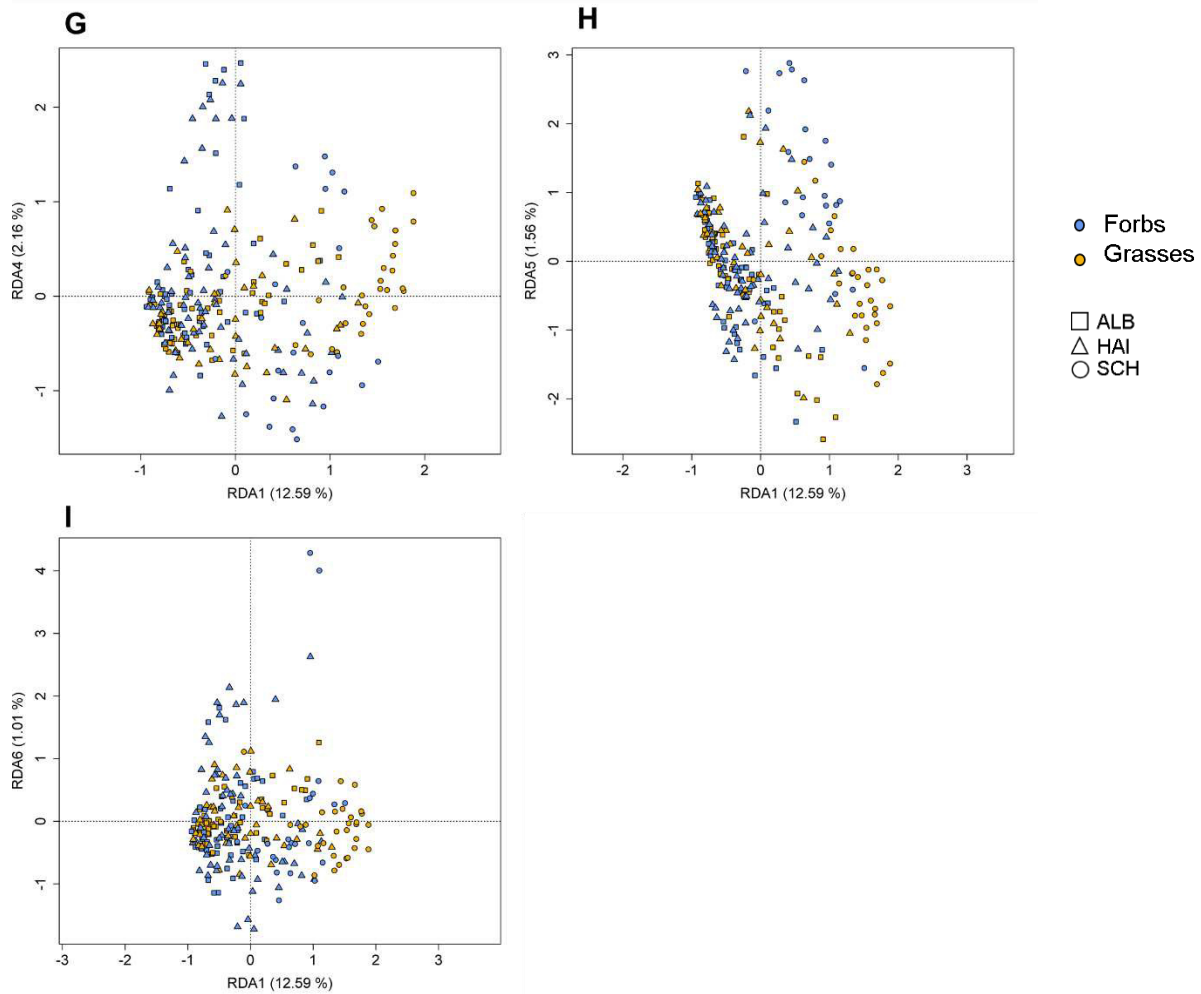 G
2
1
0
-1
RDA4 (2.16 %)
-1
0
1
2
RDA1 (12.59 %)
H
3
2
1
0
-1
-2
RDA5 (1.56 %)
-2
-1
0
1
2
3
RDA1 (12.59 %)
Forbs
Grasses
ALB
HAI
SCH
I
4
3
2
1
0
-1
RDA6 (1.01 %)
-3
-2
-1
0
1
2
3
RDA1 (12.59 %)